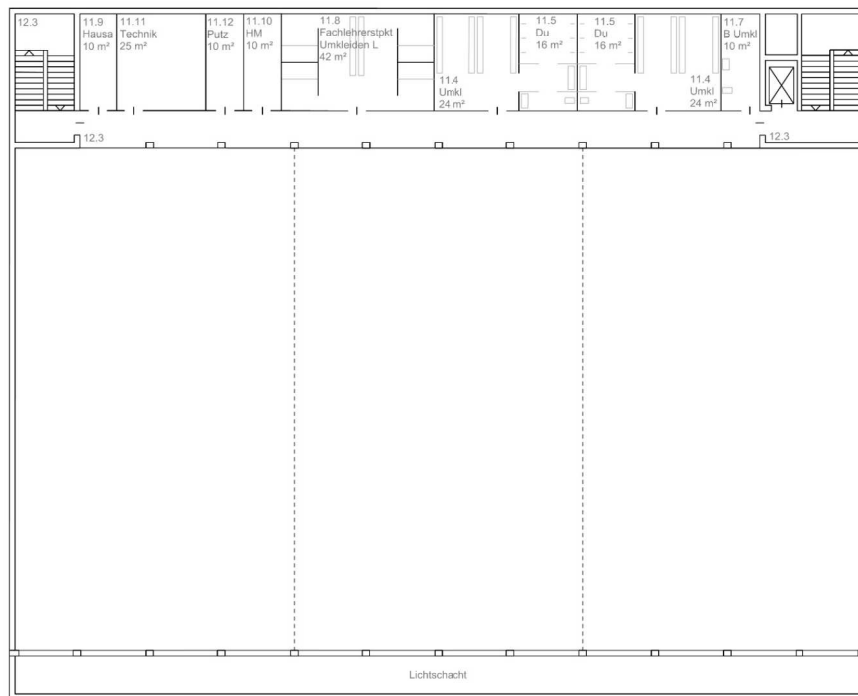 12.3
11.9
Hausa
10 m²
11.11
Technik
25 m²
11.12
Putz
10 m²
11.10
HM
10 m²
11.8
Fachlehrerstpkt
Umkleiden L
42 m²
11.4
Umkl
24 m²
11.5
Du
16 m²
11.5
Du
16 m²
11.4
Umkl
24 m²
11.7
B Umkl
10 m²
12.3
12.3
Lichtschacht